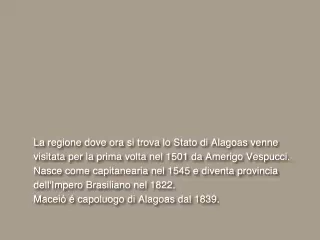 La regione dove ora si trova lo Stato di Alagoas venne
visitata per la prima volta nel 1501 da Amerigo Vespucci.
Nasce come capitanearia nel 1545 e diventa provincia
dell'Impero Brasiliano nel 1822.
Maceió é capoluogo di Alagoas dal 1839.